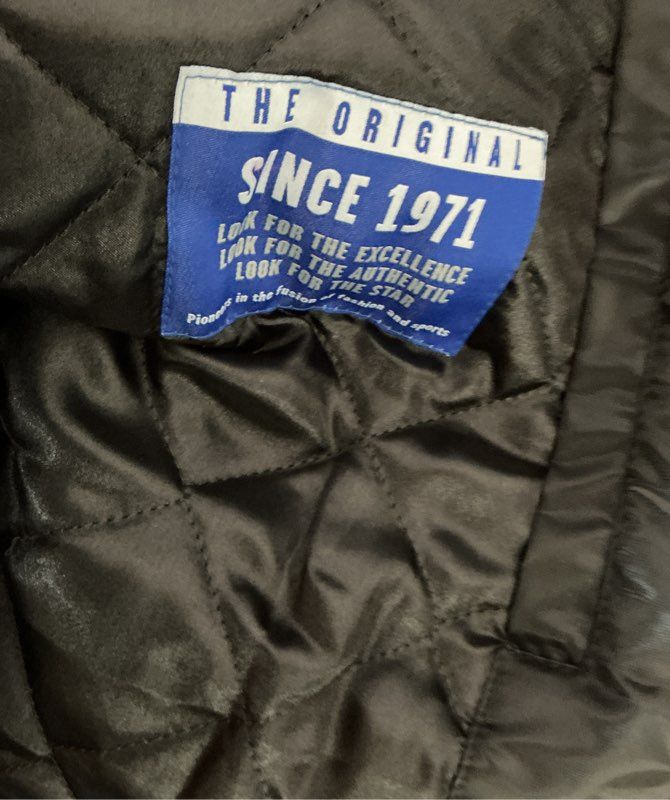 THE ORIGINAL
SINCE 1971
LOOK FOR THE EXCELLENCE
LOOK FOR THE AUTHENTIC
LOOK FOR THE STAR
Pioneers in the fusion of fashion and sports